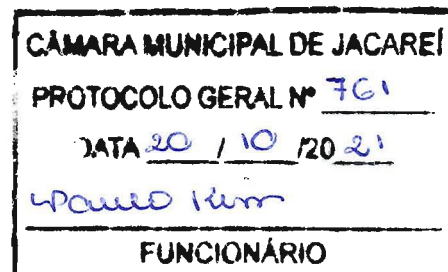 CÂMARA MUNICIPAL DE JACAREÍ
PROTOCOLO GERAL Nº 761
DATA 20 / 10 /20 21
FUNCIONÁRIO